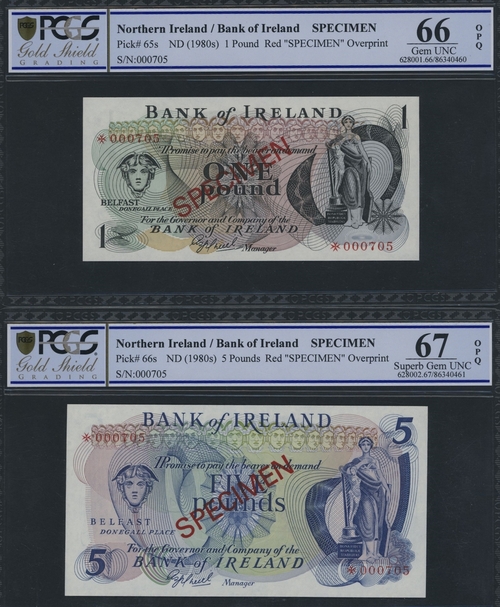 PCGS
Gold Shield
GRADING
Northern Ireland / Bank of Ireland SPECIMEN
Pick# 65s ND (1980s) 1 Pound Red "SPECIMEN" Overprint
S/N:000705
66
Gem UNC
628001.66/86340460
OPQ
BANK of IRELAND
1
*000705
I Promise to pay the bearer on demand
ONE
Pound
SPECIMEN
BELFAST
DONEGALL PLACE
For the Governor and Company of the
1
BANK of IRELAND
*000705
Manager
PCGS
Gold Shield
GRADING
Northern Ireland / Bank of Ireland SPECIMEN
Pick# 66s ND (1980s) 5 Pounds Red "SPECIMEN" Overprint
S/N:000705
67
Superb Gem UNC
628002.67/86340461
OPQ
BANK of IRELAND
5
*000705
I Promise to pay the bearer on demand
FIVE
pounds
SPECIMEN
BELFAST
DONEGALL PLACE
For the Governor and Company of the
5
BANK of IRELAND
*000705
Manager